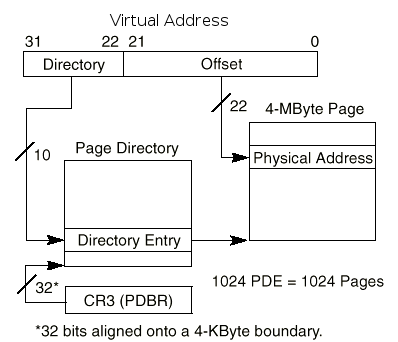 Virtual Address
31 22 21 0
Directory Offset
22 4-MByte Page
10 Page Directory Physical Address
Directory Entry
32* 1024 PDE = 1024 Pages
CR3 (PDBR)
*32 bits aligned onto a 4-KByte boundary.